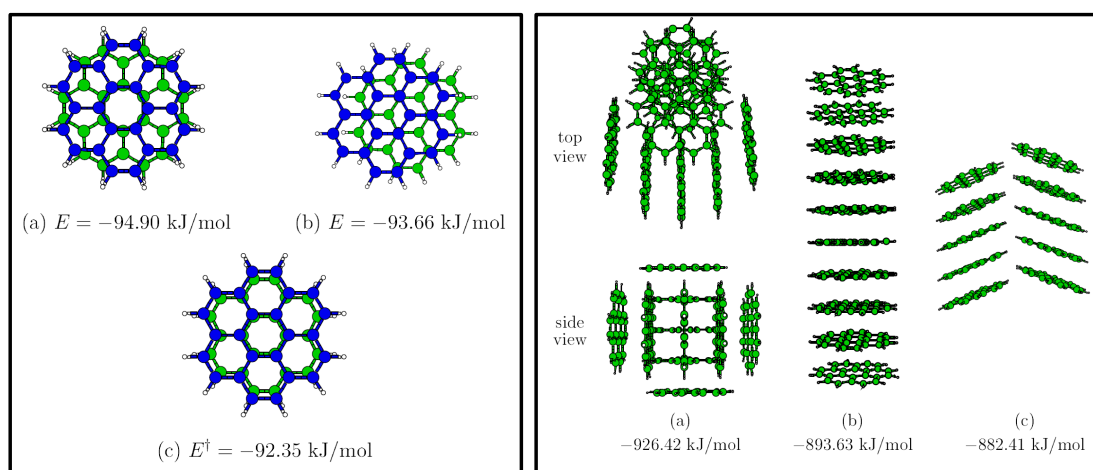 (a) E = −94.90 kJ/mol
(b) E = −93.66 kJ/mol
(c) E† = −92.35 kJ/mol
top
view
side
view
(a)
−926.42 kJ/mol
(b)
−893.63 kJ/mol
(c)
−882.41 kJ/mol